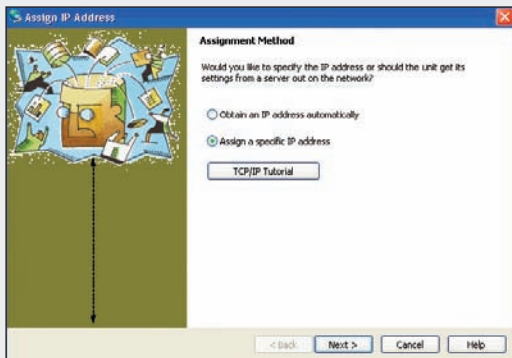 Assign IP Address
Assignment Method
Would you like to specify the IP address or should the unit get its
settings from a server out on the network?
Obtain an IP address automatically
Assign a specific IP address
TCP/IP Tutorial
< Back
Next >
Cancel
Help